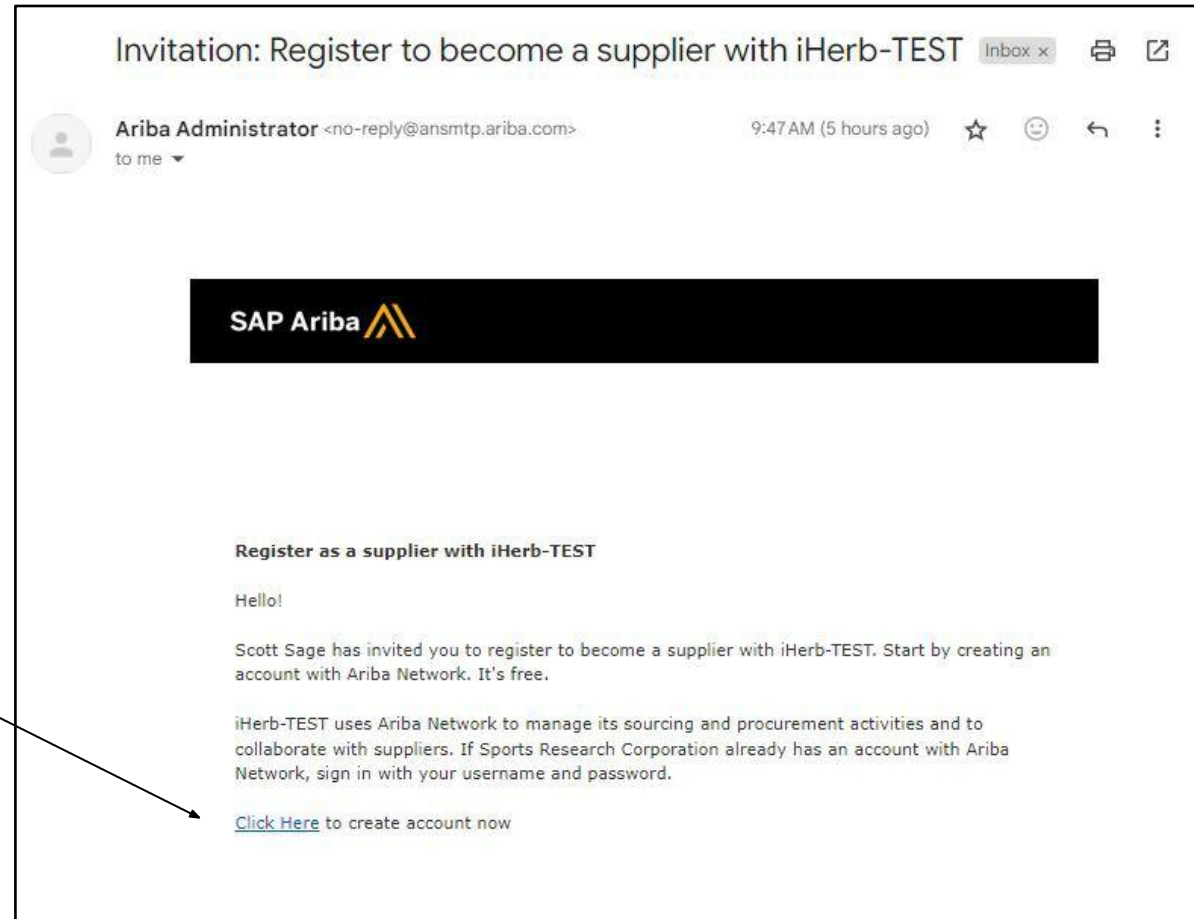 Invitation: Register to become a supplier with iHerb-TEST Inbox x
Ariba Administrator <no-reply@ansmtp.ariba.com> 9:47 AM (5 hours ago)
to me
SAP Ariba
Register as a supplier with iHerb-TEST
Hello!
Scott Sage has invited you to register to become a supplier with iHerb-TEST. Start by creating an
account with Ariba Network. It's free.
iHerb-TEST uses Ariba Network to manage its sourcing and procurement activities and to
collaborate with suppliers. If Sports Research Corporation already has an account with Ariba
Network, sign in with your username and password.
Click Here to create account now